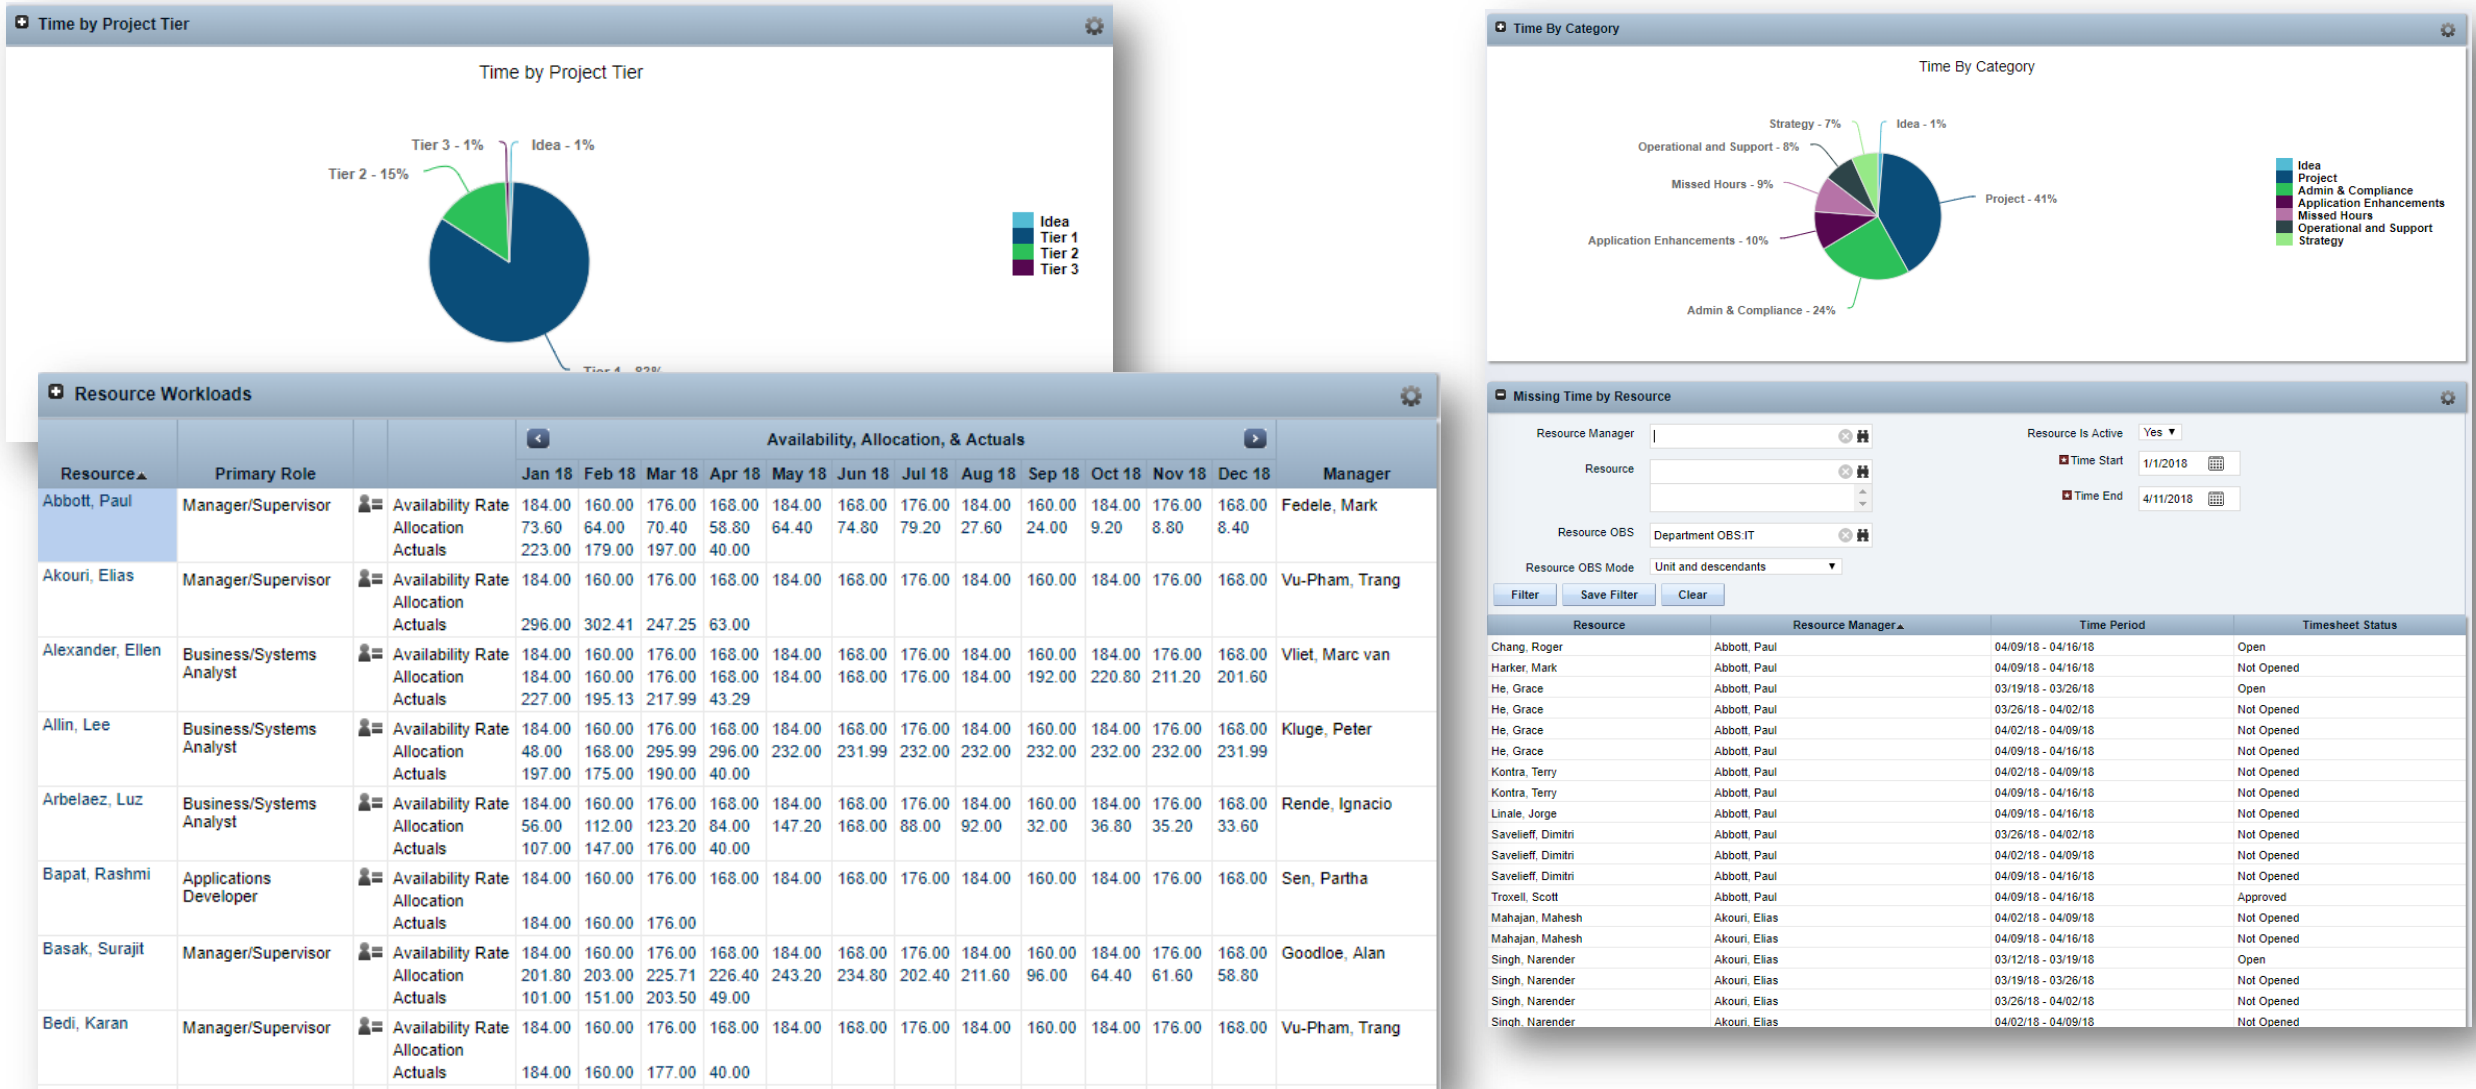 Time by Project Tier
Time by Project Tier
Tier 3 - 1%
Idea - 1%
Tier 2 - 15%
Idea
Tier 1
Tier 2
Tier 3
Resource Workloads
Availability, Allocation, & Actuals
Resource Primary Role Jan 18 Feb 18 Mar 18 Apr 18 May 18 Jun 18 Jul 18 Aug 18 Sep 18 Oct 18 Nov 18 Dec 18 Manager
Abbott, Paul Manager/Supervisor Availability Rate 184.00 160.00 176.00 168.00 184.00 168.00 176.00 184.00 160.00 184.00 176.00 168.00 Fedele, Mark
Allocation 73.60 64.00 70.40 58.80 64.40 74.80 79.20 27.60 24.00 9.20 8.80 8.40
Actuals 223.00 179.00 197.00 40.00
Akouri, Elias Manager/Supervisor Availability Rate 184.00 160.00 176.00 168.00 184.00 168.00 176.00 184.00 160.00 184.00 176.00 168.00 Vu-Pham, Trang
Allocation
Actuals 296.00 302.41 247.25 63.00
Alexander, Ellen Business/Systems Availability Rate 184.00 160.00 176.00 168.00 184.00 168.00 176.00 184.00 160.00 184.00 176.00 168.00 Vliet, Marc van
Analyst Allocation 184.00 160.00 176.00 168.00 184.00 168.00 176.00 184.00 192.00 220.80 211.20 201.60
Actuals 227.00 195.13 217.99 43.29
Allin, Lee Business/Systems Availability Rate 184.00 160.00 176.00 168.00 184.00 168.00 176.00 184.00 160.00 184.00 176.00 168.00 Kluge, Peter
Analyst Allocation 48.00 168.00 295.99 296.00 232.00 231.99 232.00 232.00 232.00 232.00 232.00 231.99
Actuals 197.00 175.00 190.00 40.00
Arbelaez, Luz Business/Systems Availability Rate 184.00 160.00 176.00 168.00 184.00 168.00 176.00 184.00 160.00 184.00 176.00 168.00 Rende, Ignacio
Analyst Allocation 56.00 112.00 123.20 84.00 147.20 168.00 88.00 92.00 32.00 36.80 35.20 33.60
Actuals 107.00 147.00 176.00 40.00
Bapat, Rashmi Applications Availability Rate 184.00 160.00 176.00 168.00 184.00 168.00 176.00 184.00 160.00 184.00 176.00 168.00 Sen, Partha
Developer Allocation
Actuals 184.00 160.00 176.00
Basak, Surajit Manager/Supervisor Availability Rate 184.00 160.00 176.00 168.00 184.00 168.00 176.00 184.00 160.00 184.00 176.00 168.00 Goodloe, Alan
Allocation 201.80 203.00 225.71 226.40 243.20 234.80 202.40 211.60 96.00 64.40 61.60 58.80
Actuals 101.00 151.00 203.50 49.00
Bedi, Karan Manager/Supervisor Availability Rate 184.00 160.00 176.00 168.00 184.00 168.00 176.00 184.00 160.00 184.00 176.00 168.00 Vu-Pham, Trang
Allocation
Actuals 184.00 160.00 177.00 40.00
Time By Category
Time By Category
Strategy - 7%
Idea - 1%
Operational and Support - 8%
Missed Hours - 9%
Project - 41%
Application Enhancements - 10%
Admin & Compliance - 24%
Idea
Project
Admin & Compliance
Application Enhancements
Missed Hours
Operational and Support
Strategy
Missing Time by Resource
Resource Manager Resource Is Active Yes
Resource Time Start 1/1/2018
Time End 4/11/2018
Resource OBS Department OBS:IT
Resource OBS Mode Unit and descendants
Filter Save Filter Clear
Resource Resource Manager Time Period Timesheet Status
Chang, Roger Abbott, Paul 04/09/18 - 04/16/18 Open
Harker, Mark Abbott, Paul 04/09/18 - 04/16/18 Not Opened
He, Grace Abbott, Paul 03/19/18 - 03/26/18 Open
He, Grace Abbott, Paul 03/26/18 - 04/02/18 Not Opened
He, Grace Abbott, Paul 04/02/18 - 04/09/18 Not Opened
He, Grace Abbott, Paul 04/09/18 - 04/16/18 Not Opened
Kontra, Terry Abbott, Paul 04/02/18 - 04/09/18 Not Opened
Kontra, Terry Abbott, Paul 04/09/18 - 04/16/18 Not Opened
Linale, Jorge Abbott, Paul 04/09/18 - 04/16/18 Not Opened
Savelieff, Dimitri Abbott, Paul 03/26/18 - 04/02/18 Not Opened
Savelieff, Dimitri Abbott, Paul 04/02/18 - 04/09/18 Not Opened
Savelieff, Dimitri Abbott, Paul 04/09/18 - 04/16/18 Not Opened
Troxell, Scott Abbott, Paul 04/09/18 - 04/16/18 Approved
Mahajan, Mahesh Akouri, Elias 04/02/18 - 04/09/18 Not Opened
Mahajan, Mahesh Akouri, Elias 04/09/18 - 04/16/18 Not Opened
Singh, Narender Akouri, Elias 03/12/18 - 03/19/18 Open
Singh, Narender Akouri, Elias 03/19/18 - 03/26/18 Not Opened
Singh, Narender Akouri, Elias 03/26/18 - 04/02/18 Not Opened
Singh, Narender Akouri, Elias 04/02/18 - 04/09/18 Not Opened